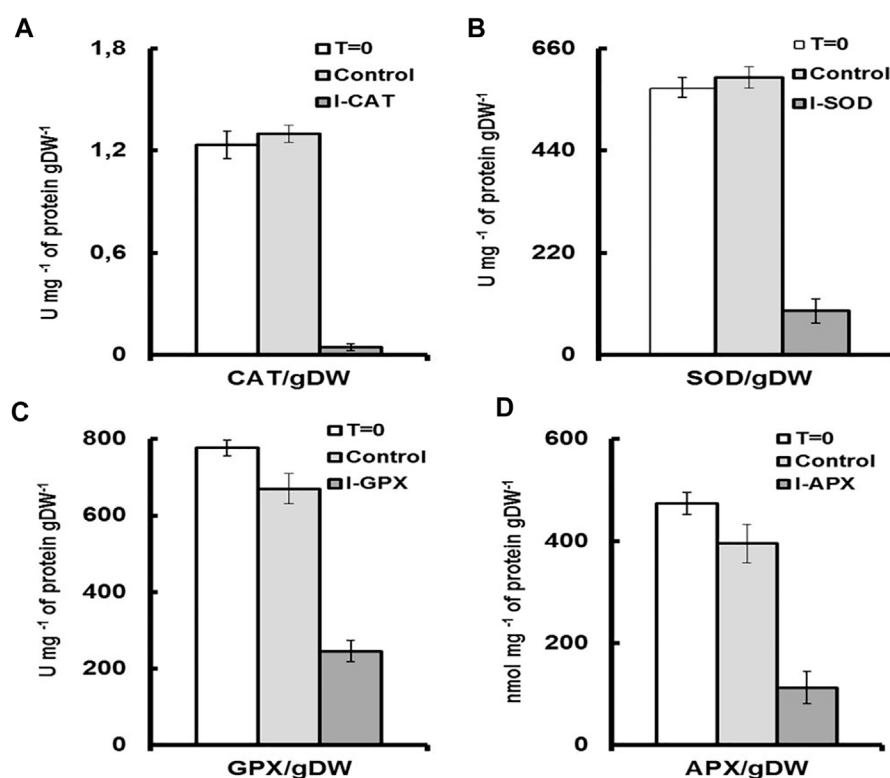 A
U mg -1 of protein gDW-1
1,8
1,2
0,6
0
T=0
Control
I-CAT
CAT/gDW
B
U mg -1 of protein gDW-1
660
440
220
0
T=0
Control
I-SOD
SOD/gDW
C
U mg -1 of protein gDW-1
800
600
400
200
0
T=0
Control
I-GPX
GPX/gDW
D
nmol mg -1 of protein gDW-1
600
400
200
0
T=0
Control
I-APX
APX/gDW